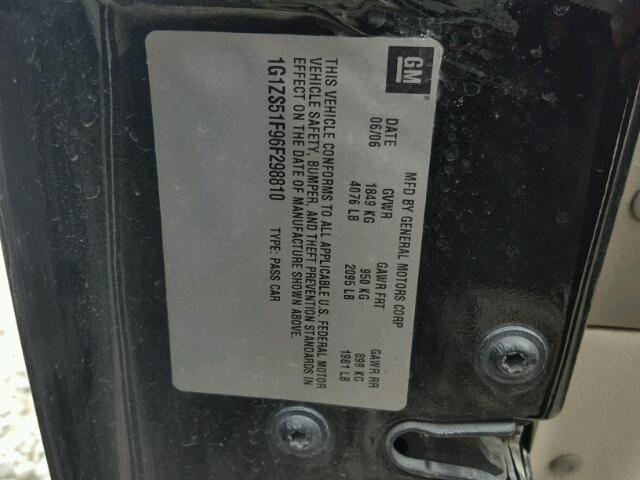 GM®
MFD BY GENERAL MOTORS CORP
DATE GVWR GAWR FRT GAWR RR
06/06 1849 KG 950 KG 899 KG
4076 LB 2095 LB 1981 LB
THIS VEHICLE CONFORMS TO ALL APPLICABLE U.S. FEDERAL MOTOR
VEHICLE SAFETY, BUMPER, AND THEFT PREVENTION STANDARDS IN
EFFECT ON THE DATE OF MANUFACTURE SHOWN ABOVE.
1G1ZS51F96F298810 TYPE: PASS CAR